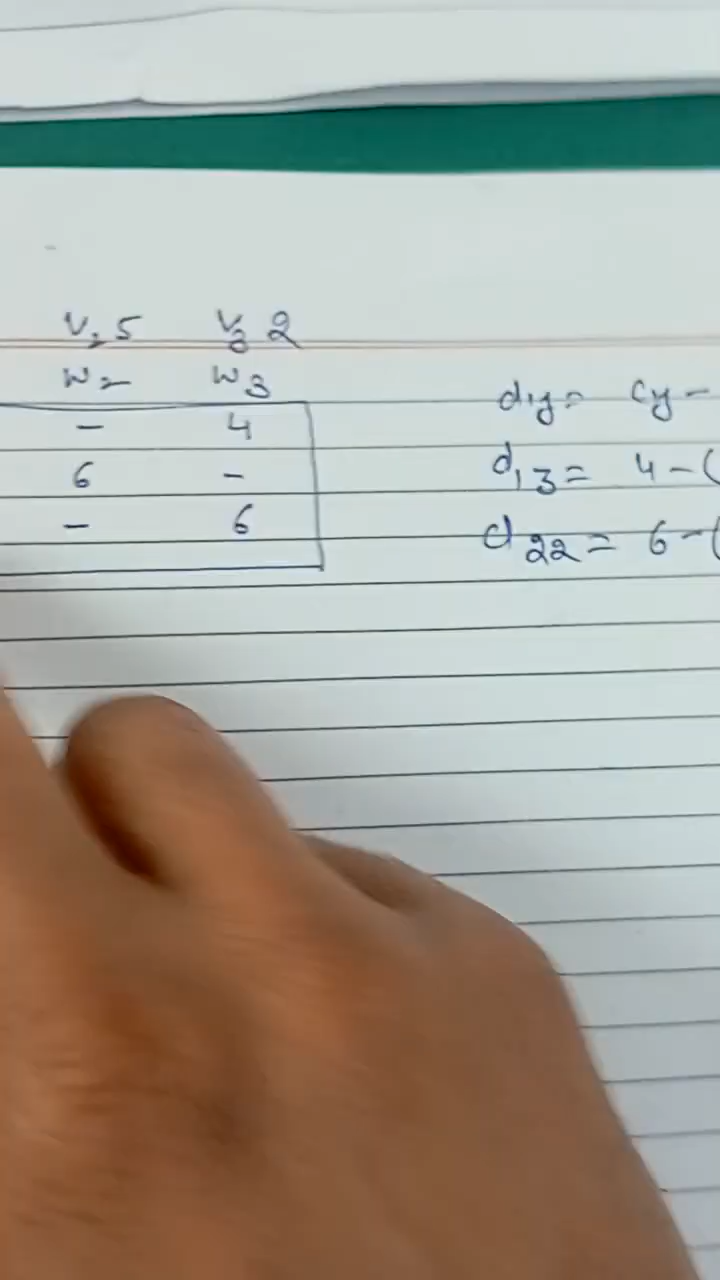 V₂ 5 V₃ 2
W₂ W₃
- 4
6 -
- 6
dij = Cij -
d₁₃ = 4 - (
d₂₂ = 6 - (